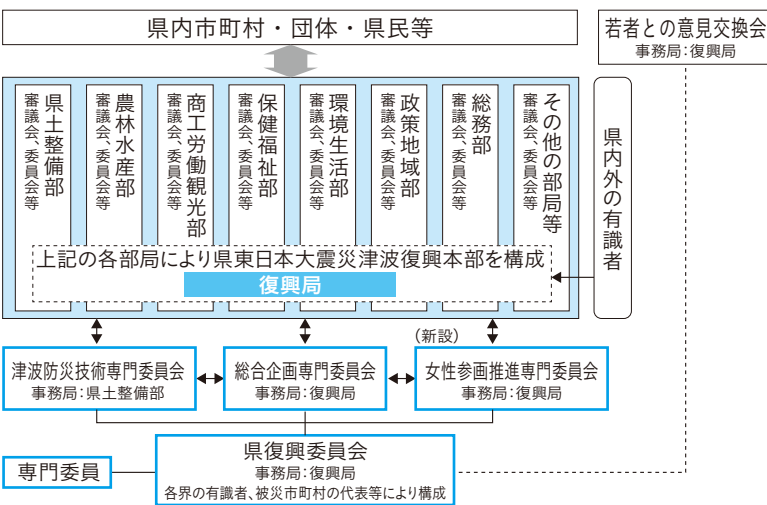 県内市町村・団体・県民等
若者との意見交換会
事務局:復興局
県土整備部
審議会、委員会等
農林水産部
審議会、委員会等
商工労働観光部
審議会、委員会等
保健福祉部
審議会、委員会等
環境生活部
審議会、委員会等
政策地域部
審議会、委員会等
総務部
審議会、委員会等
その他の部局等
審議会、委員会等
県内外の有識者
上記の各部局により県東日本大震災津波復興本部を構成
復興局
(新設)
津波防災技術専門委員会
事務局:県土整備部
総合企画専門委員会
事務局:復興局
女性参画推進専門委員会
事務局:復興局
専門委員
県復興委員会
事務局:復興局
各界の有識者、被災市町村の代表等により構成